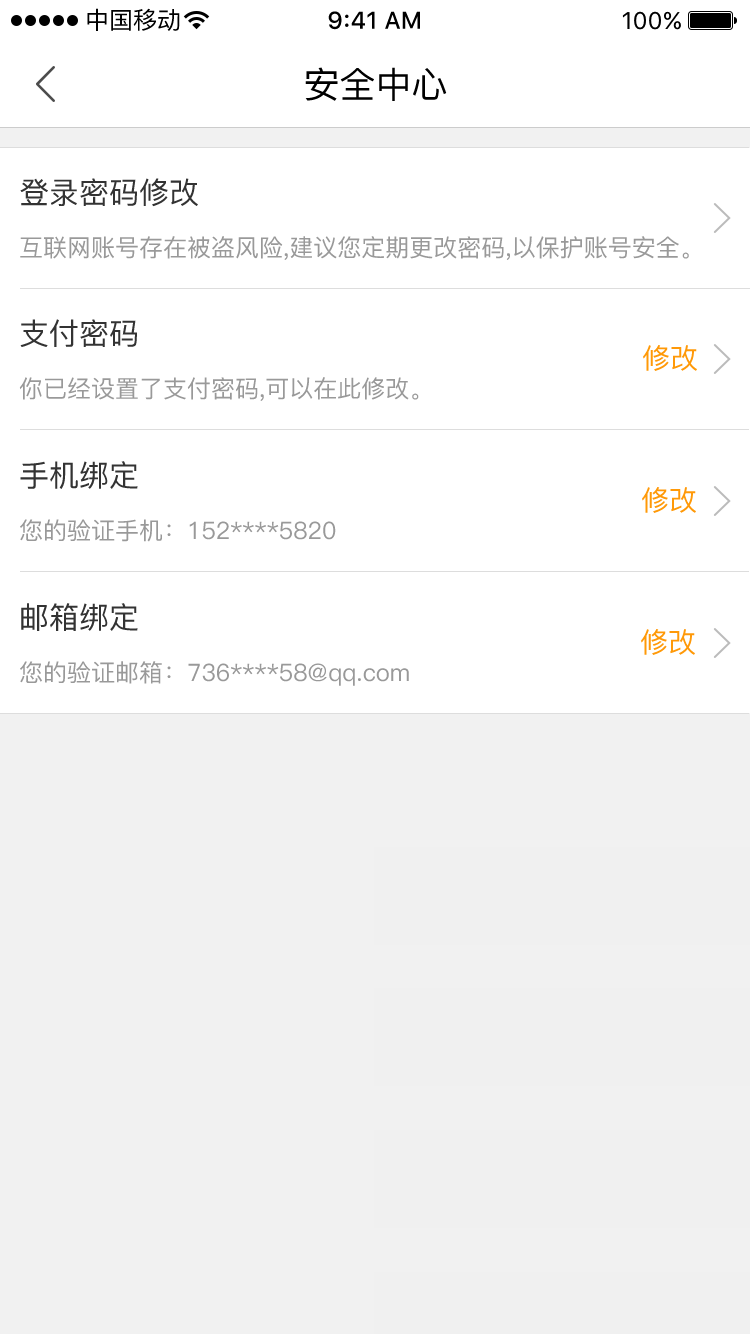 中国移动 9:41 AM 100%
安全中心
登录密码修改
互联网账号存在被盗风险,建议您定期更改密码,以保护账号安全。
支付密码
修改
你已经设置了支付密码,可以在此修改。
手机绑定
修改
您的验证手机：152****5820
邮箱绑定
修改
您的验证邮箱：736****58@qq.com